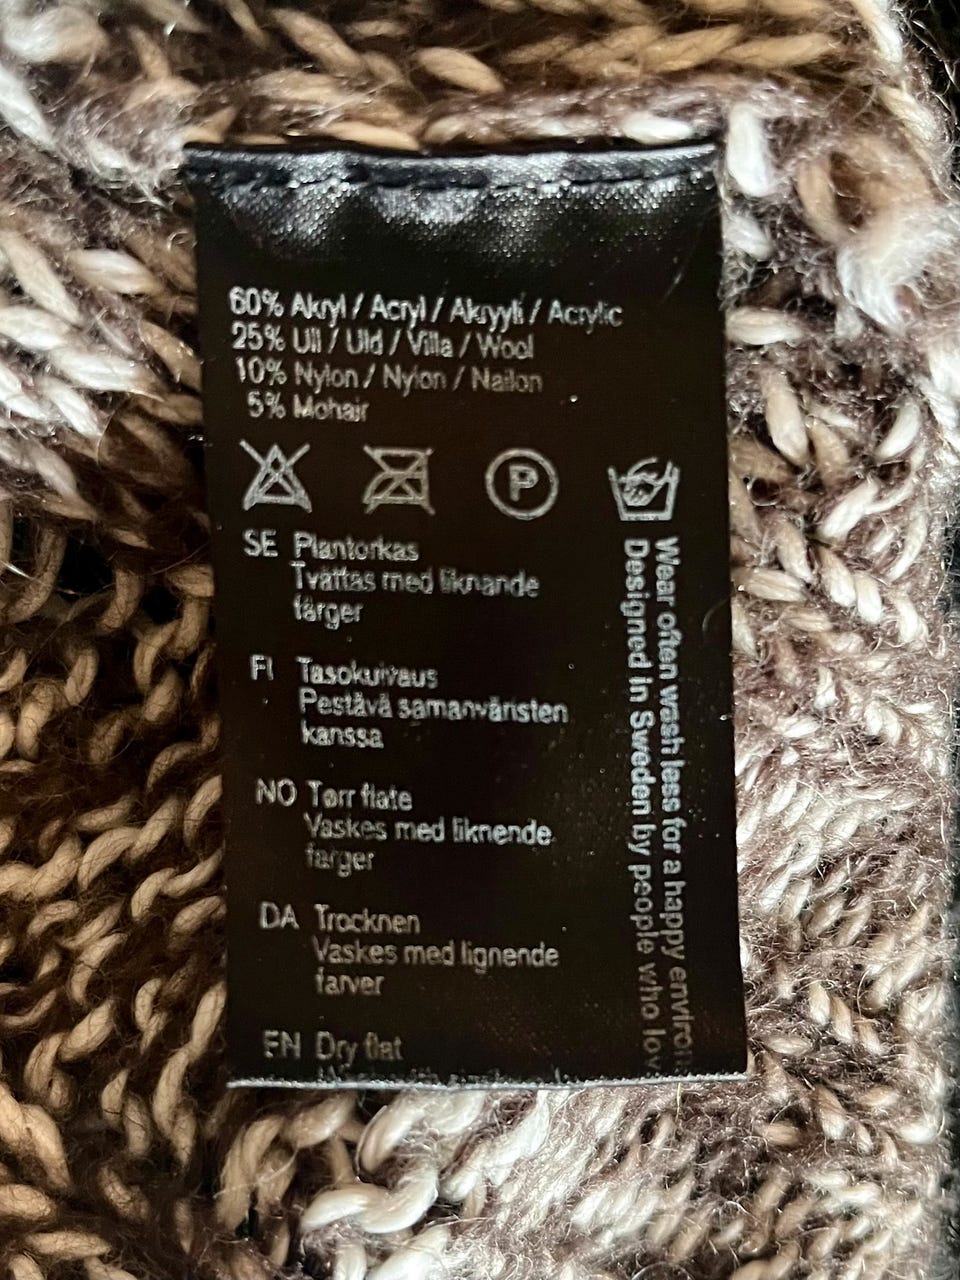 60% Akryl / Acryl / Akryyli / Acrylic
25% Ull / Uld / Villa / Wool
10% Nylon / Nylon / Nailon
5% Mohair
P
SE Plantorkas
Tvättas med liknande
färger
FI Tasokuivaus
Pestävä samanväristen
kanssa
NO Tørr flate
Vaskes med liknende
farger
DA Trocknen
Vaskes med lignende
farver
EN Dry flat
Wear often wash less for a happy environ
Designed in Sweden by people who lov